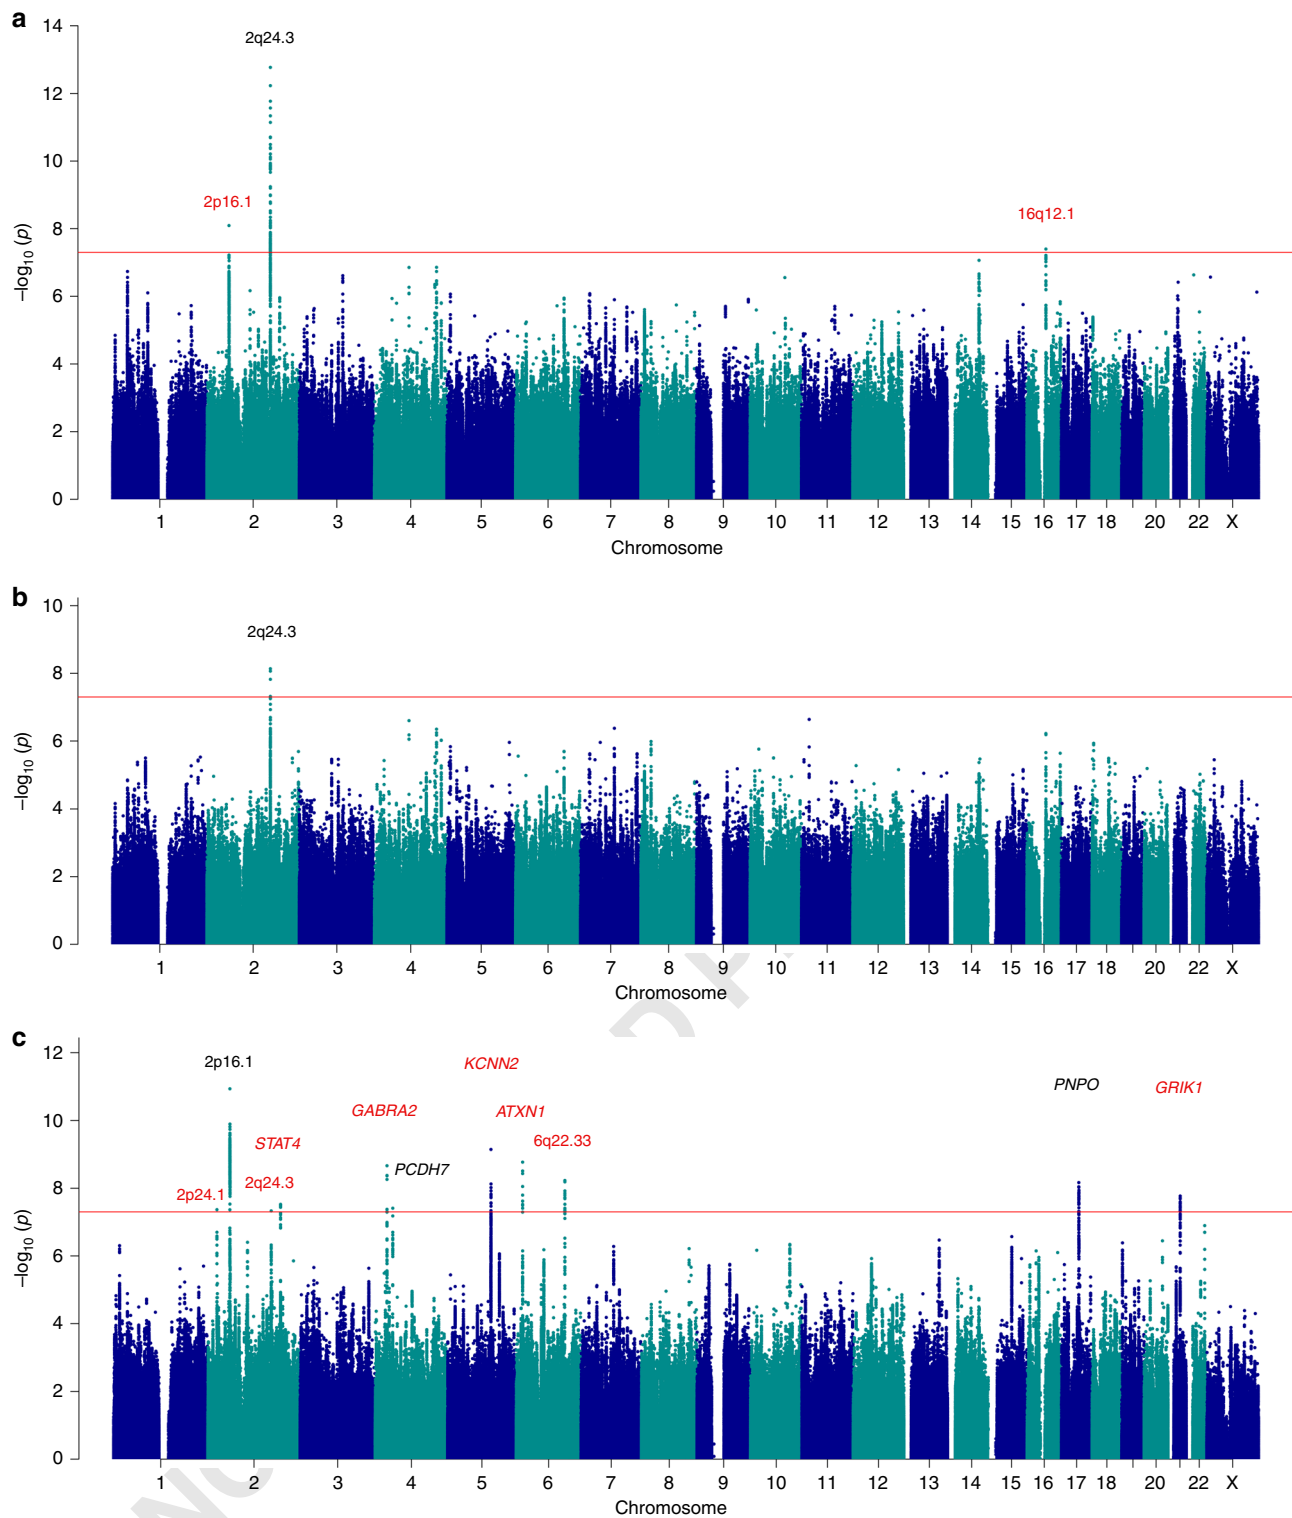 a
14
12
10
8
6
4
2
0
–log10 (p)
2q24.3
2p16.1
16q12.1
1 2 3 4 5 6 7 8 9 10 11 12 13 14 15 16 17 18 20 22 X
Chromosome
b
10
8
6
4
2
0
–log10 (p)
2q24.3
1 2 3 4 5 6 7 8 9 10 11 12 13 14 15 16 17 18 20 22 X
Chromosome
c
12
10
8
6
4
2
0
–log10 (p)
2p16.1
KCNN2
PNPO
GRIK1
GABRA2
ATXN1
STAT4
6q22.33
PCDH7
2q24.3
2p24.1
1 2 3 4 5 6 7 8 9 10 11 12 13 14 15 16 17 18 20 22 X
Chromosome